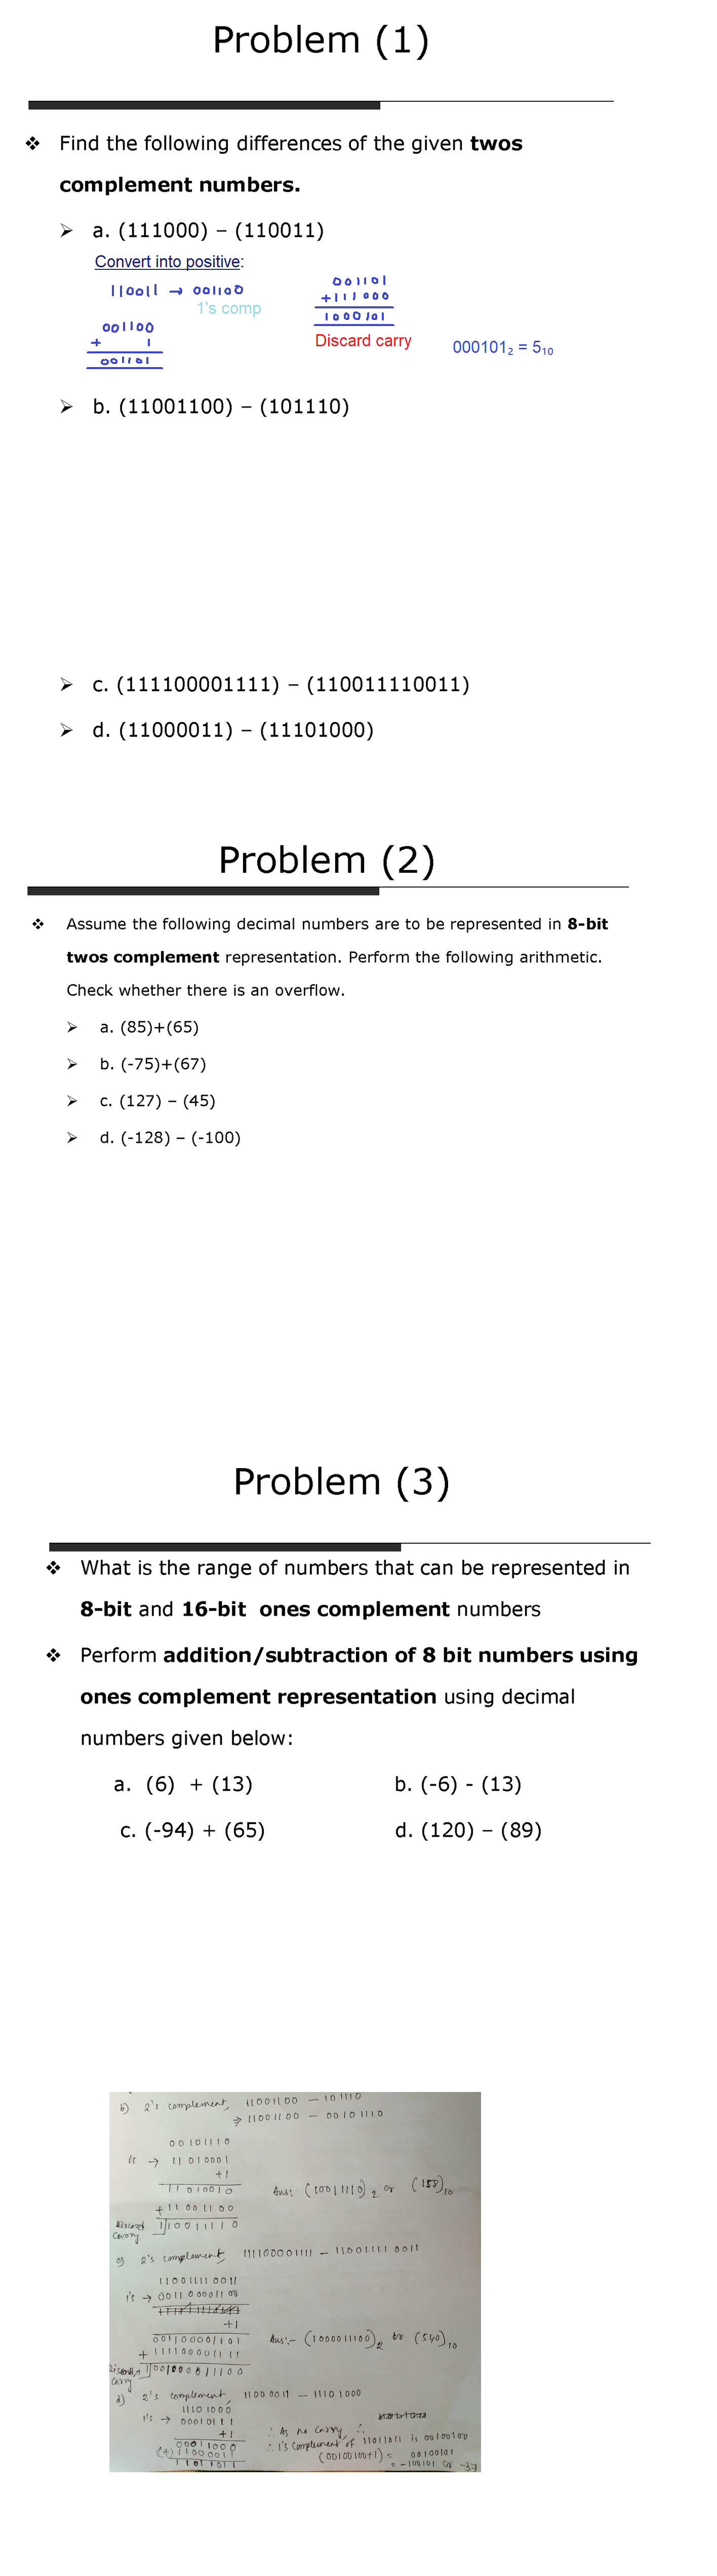 Problem (1)
❖ Find the following differences of the given twos
complement numbers.
➢ a. (111000) – (110011)
Convert into positive:
110011 → 001100
1's comp
001100
+ 1
001101
001101
+111000
1000101
Discard carry
000101₂ = 5₁₀
➢ b. (11001100) – (101110)
➢ c. (111100001111) – (110011110011)
➢ d. (11000011) – (11101000)
Problem (2)
❖ Assume the following decimal numbers are to be represented in 8-bit
twos complement representation. Perform the following arithmetic.
Check whether there is an overflow.
➢ a. (85)+(65)
➢ b. (-75)+(67)
➢ c. (127) – (45)
➢ d. (-128) – (-100)
Problem (3)
❖ What is the range of numbers that can be represented in
8-bit and 16-bit ones complement numbers
❖ Perform addition/subtraction of 8 bit numbers using
ones complement representation using decimal
numbers given below:
a. (6) + (13) b. (-6) - (13)
c. (-94) + (65) d. (120) – (89)
b) 2's complement, 11001100 – 101110
⇒ 11001100 – 00101110
00101110
1's → 11010001
+1
11010010
+11001100
Discard carry 1|10011110
Ans: (10011110)₂ or (158)₁₀
c) 2's complement, 111100001111 – 110011110011
110011110011
1's → 001100001100
+1
001100001101
+ 111100001111
Discard carry 1|001000011100
Ans:- (1000011100)₂ or (540)₁₀
d) 2's complement, 11000011 – 11101000
11101000
1's → 00010111
+1
00011000
(+) 11000011
11011011
∴ As no carry, ∴
∴ 1's complement of 11011011 is 00100100
(00100100+1) = 00100101
= -100101 or -37